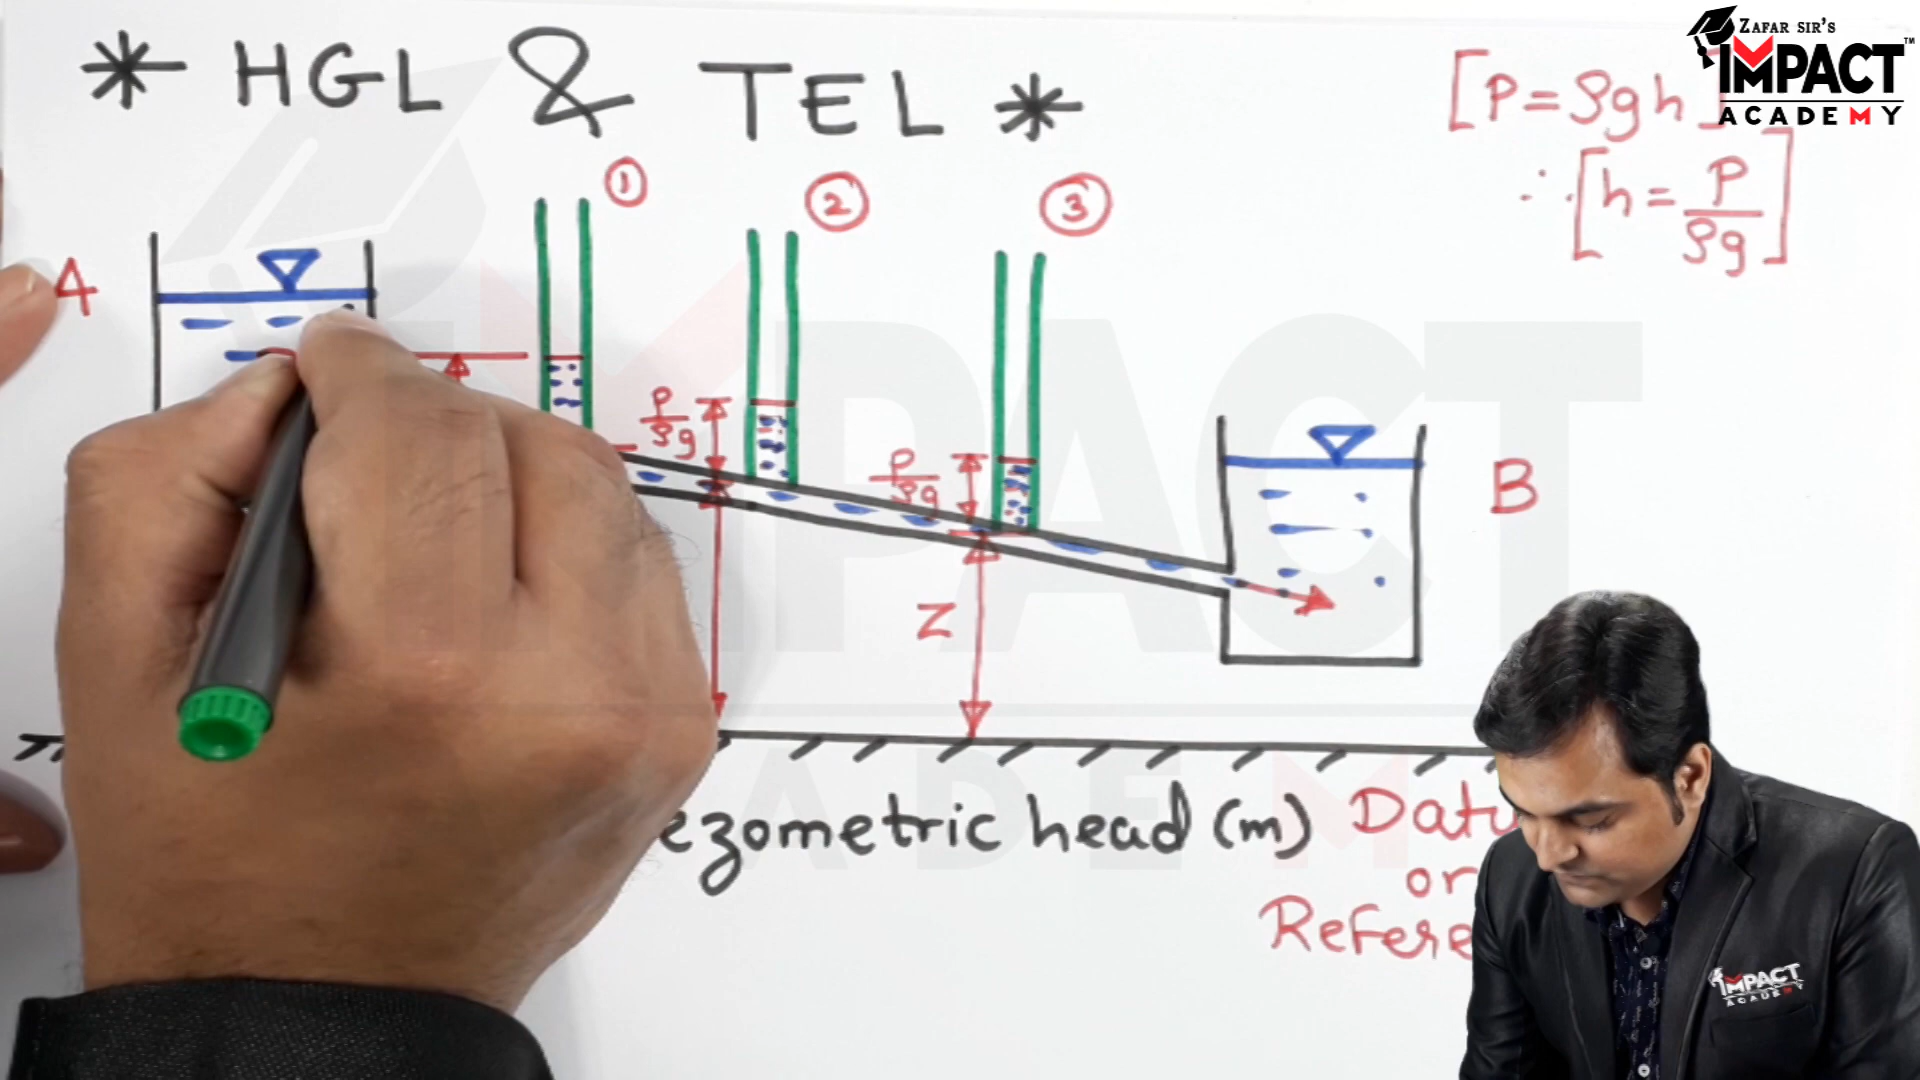 * HGL & TEL *
ZAFAR SIR'S
IMPACT™
ACADEMY
[P = ρgh]
∴ [h = P/ρg]
① ② ③
A
P/ρg
P/ρg
B
Z
ezometric head (m)
Datu
or
Refere
IMPACT
ACADEMY